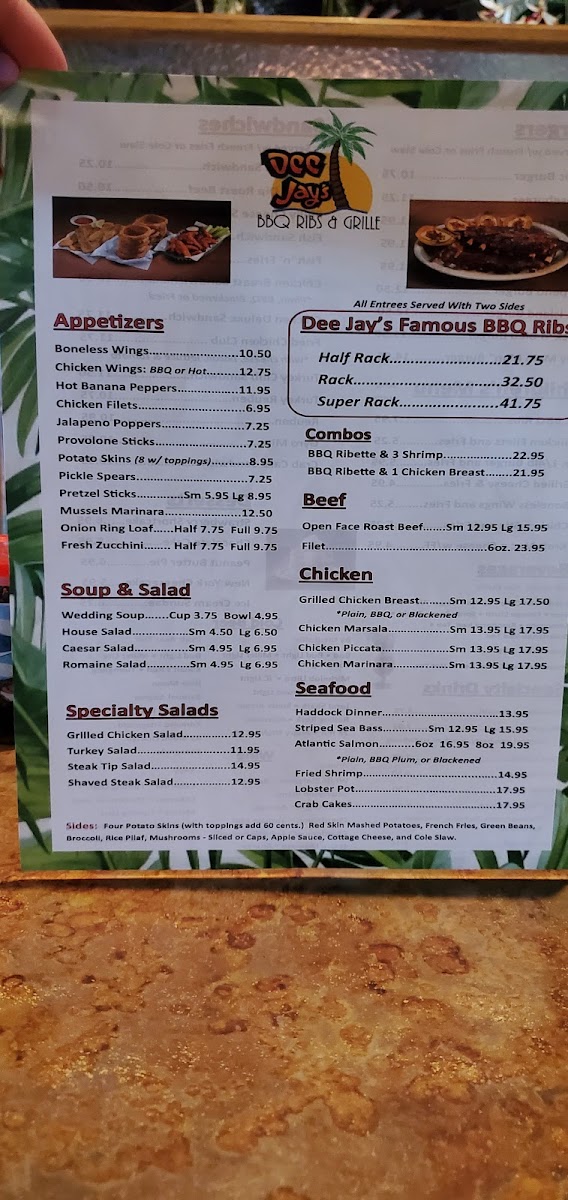 Dee
Jay's
BBQ RIBS & GRILLE
Appetizers
Boneless Wings..............................10.50
Chicken Wings: BBQ or Hot..........12.75
Hot Banana Peppers.....................11.95
Chicken Filets................................6.95
Jalapeno Poppers..........................7.25
Provolone Sticks............................7.25
Potato Skins (8 w/ toppings)...........8.95
Pickle Spears.................................7.25
Pretzel Sticks.............Sm 5.95 Lg 8.95
Mussels Marinara........................12.50
Onion Ring Loaf.....Half 7.75 Full 9.75
Fresh Zucchini........ Half 7.75 Full 9.75
Soup & Salad
Wedding Soup.......Cup 3.75 Bowl 4.95
House Salad................Sm 4.50 Lg 6.50
Caesar Salad...............Sm 4.95 Lg 6.95
Romaine Salad............Sm 4.95 Lg 6.95
Specialty Salads
Grilled Chicken Salad..............12.95
Turkey Salad...........................11.95
Steak Tip Salad.......................14.95
Shaved Steak Salad.................12.95
All Entrees Served With Two Sides
Dee Jay's Famous BBQ Ribs
Half Rack.......................21.75
Rack...............................32.50
Super Rack....................41.75
Combos
BBQ Ribette & 3 Shrimp.................22.95
BBQ Ribette & 1 Chicken Breast.......21.95
Beef
Open Face Roast Beef......Sm 12.95 Lg 15.95
Filet..........................................6oz. 23.95
Chicken
Grilled Chicken Breast........Sm 12.95 Lg 17.50
*Plain, BBQ, or Blackened
Chicken Marsala.................Sm 13.95 Lg 17.95
Chicken Piccata..................Sm 13.95 Lg 17.95
Chicken Marinara...............Sm 13.95 Lg 17.95
Seafood
Haddock Dinner.....................................13.95
Striped Sea Bass............Sm 12.95 Lg 15.95
Atlantic Salmon.........6oz 16.95 8oz 19.95
*Plain, BBQ Plum, or Blackened
Fried Shrimp..................................14.95
Lobster Pot....................................17.95
Crab Cakes.....................................17.95
Sides: Four Potato Skins (with toppings add 60 cents.) Red Skin Mashed Potatoes, French Fries, Green Beans,
Broccoli, Rice Pilaf, Mushrooms - Sliced or Caps, Apple Sauce, Cottage Cheese, and Cole Slaw.